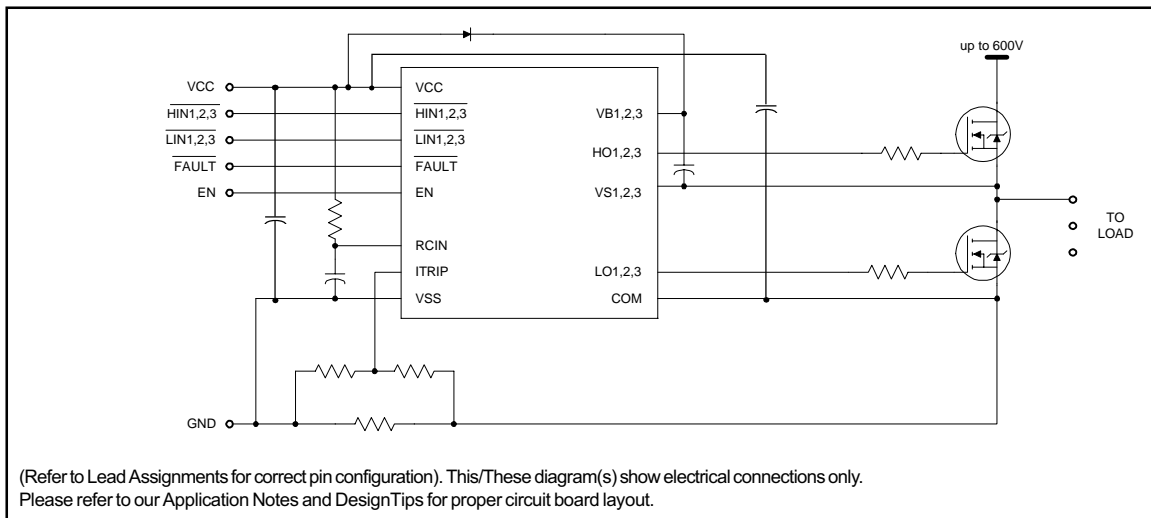 up to 600V
VCC
HIN1,2,3
LIN1,2,3
FAULT
EN
GND
VCC
HIN1,2,3
LIN1,2,3
FAULT
EN
RCIN
ITRIP
VSS
VB1,2,3
HO1,2,3
VS1,2,3
LO1,2,3
COM
TO
LOAD
(Refer to Lead Assignments for correct pin configuration). This/These diagram(s) show electrical connections only.
Please refer to our Application Notes and DesignTips for proper circuit board layout.